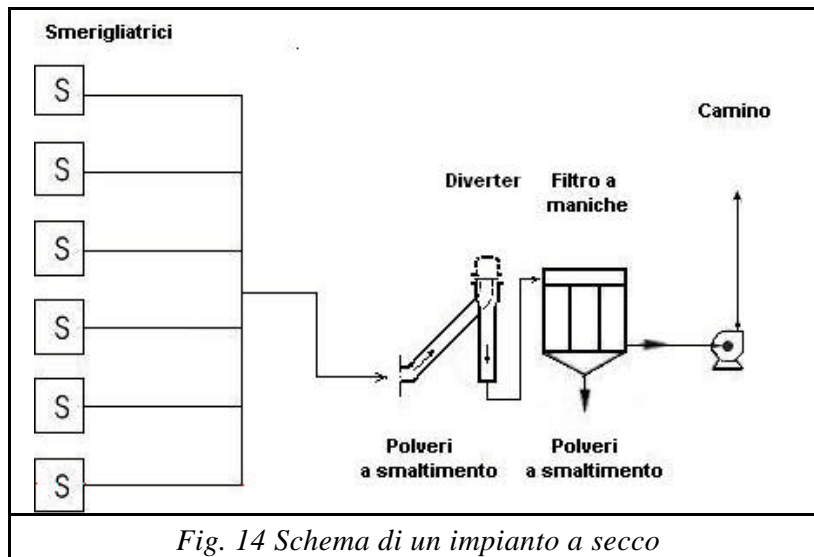 Smerigliatrici
S
S
S
S
S
S
Camino
Diverter
Filtro a
maniche
Polveri
a smaltimento
Polveri
a smaltimento
Fig. 14 Schema di un impianto a secco